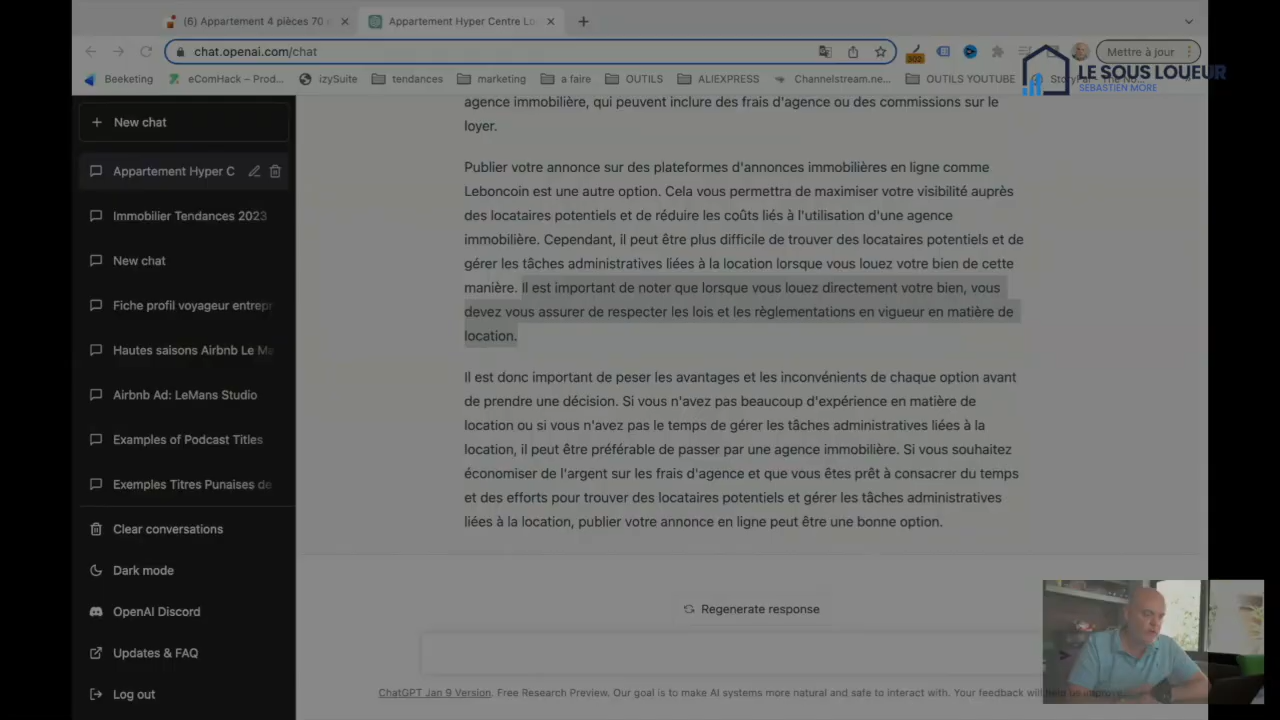 (6) Appartement 4 pièces 70
Appartement Hyper Centre Lo
chat.openai.com/chat
302
Mettre à jour
Beeketing
eComHack – Prod...
izySuite
tendances
marketing
a faire
OUTILS
ALIEXPRESS
Channelstream.ne...
OUTILS YOUTUBE
LE SOUS LOUEUR
SEBASTIEN MORE
New chat
Appartement Hyper C
Immobilier Tendances 2023
New chat
Fiche profil voyageur entrep
Hautes saisons Airbnb Le Ma
Airbnb Ad: LeMans Studio
Examples of Podcast Titles
Exemples Titres Punaises de
Clear conversations
Dark mode
OpenAI Discord
Updates & FAQ
Log out
agence immobilière, qui peuvent inclure des frais d'agence ou des commissions sur le
loyer.
Publier votre annonce sur des plateformes d'annonces immobilières en ligne comme
Leboncoin est une autre option. Cela vous permettra de maximiser votre visibilité auprès
des locataires potentiels et de réduire les coûts liés à l'utilisation d'une agence
immobilière. Cependant, il peut être plus difficile de trouver des locataires potentiels et de
gérer les tâches administratives liées à la location lorsque vous louez votre bien de cette
manière. Il est important de noter que lorsque vous louez directement votre bien, vous
devez vous assurer de respecter les lois et les règlementations en vigueur en matière de
location.
Il est donc important de peser les avantages et les inconvénients de chaque option avant
de prendre une décision. Si vous n'avez pas beaucoup d'expérience en matière de
location ou si vous n'avez pas le temps de gérer les tâches administratives liées à la
location, il peut être préférable de passer par une agence immobilière. Si vous souhaitez
économiser de l'argent sur les frais d'agence et que vous êtes prêt à consacrer du temps
et des efforts pour trouver des locataires potentiels et gérer les tâches administratives
liées à la location, publier votre annonce en ligne peut être une bonne option.
Regenerate response
ChatGPT Jan 9 Version. Free Research Preview. Our goal is to make AI systems more natural and safe to interact with. Your feedback will help us improve.